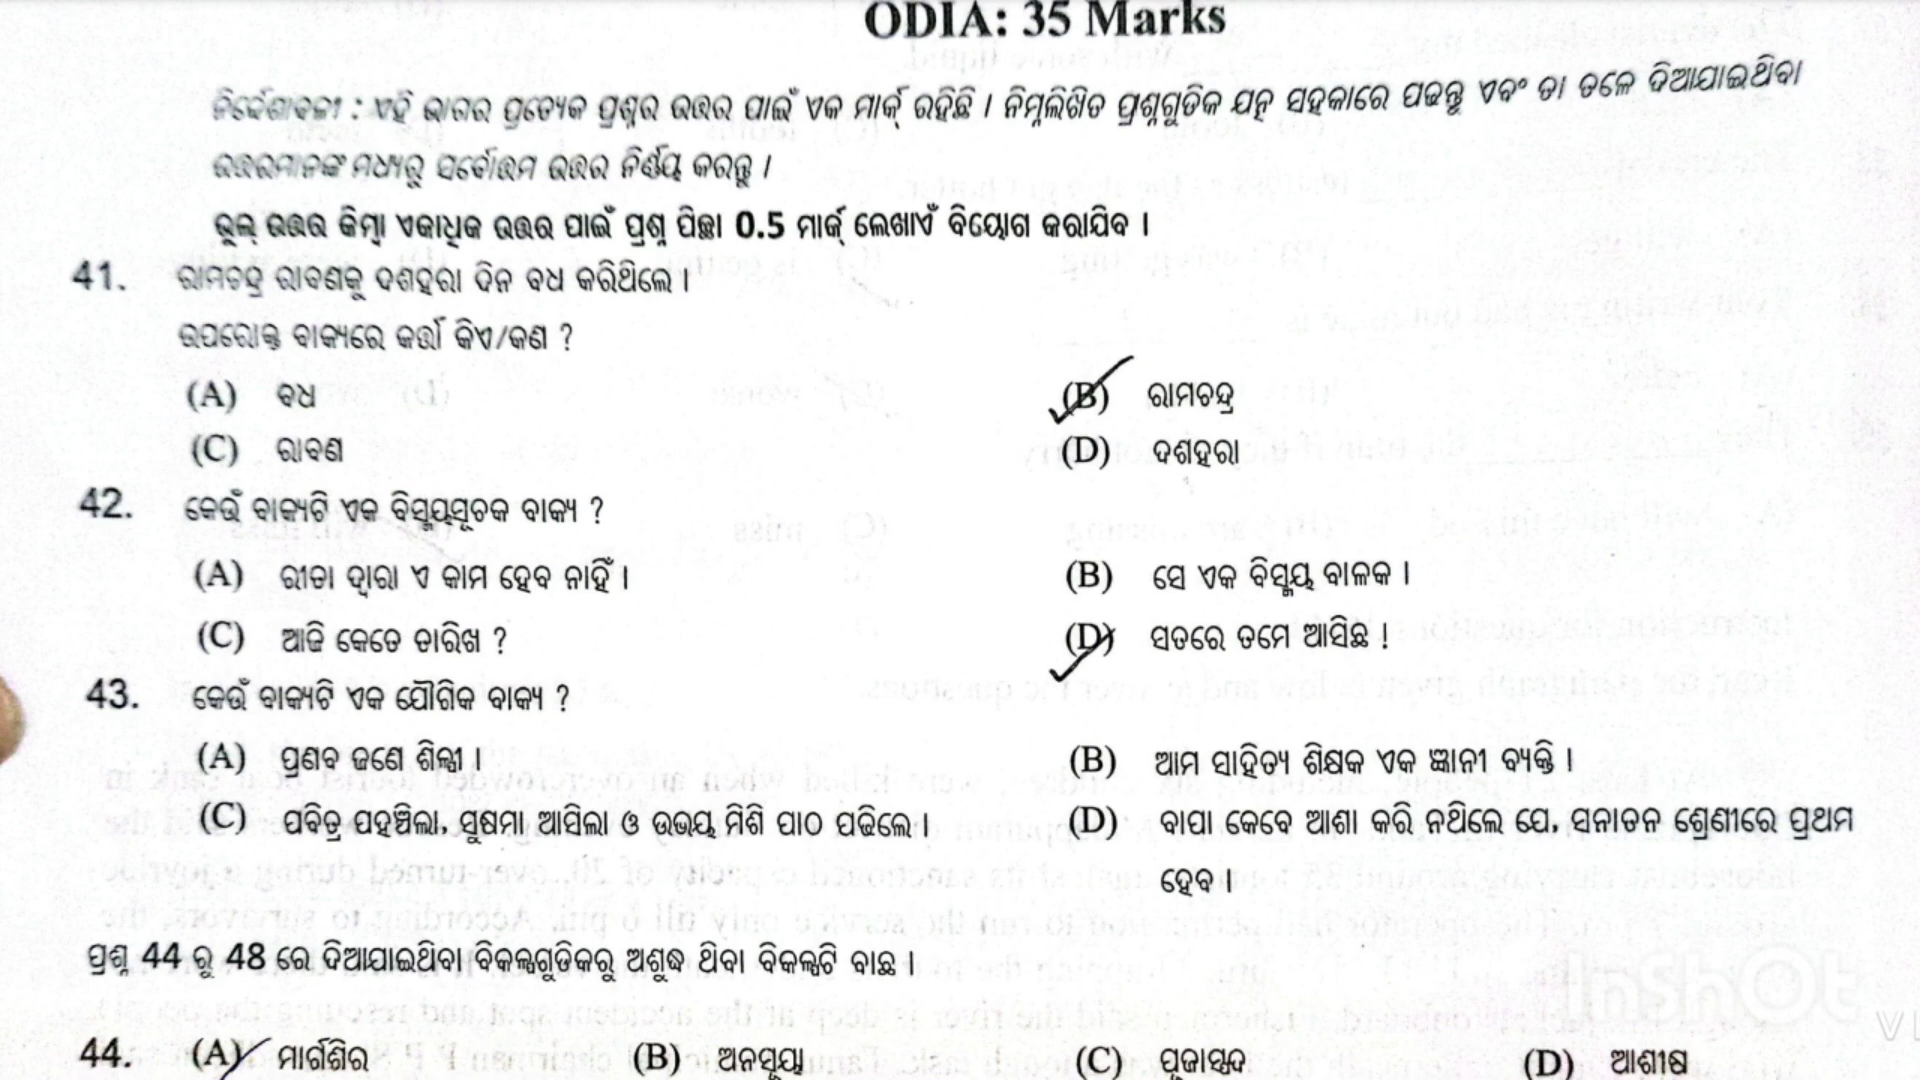 ODIA: 35 Marks
ନିର୍ଦ୍ଦେଶାବଳୀ : ଏହି ଭାଗର ପ୍ରତ୍ୟେକ ପ୍ରଶ୍ନର ଉତ୍ତର ପାଇଁ ଏକ ମାର୍କ୍ ରହିଛି । ନିମ୍ନଲିଖିତ ପ୍ରଶ୍ନଗୁଡିକ ଯତ୍ନ ସହକାରେ ପଢନ୍ତୁ ଏବଂ ତା ତଳେ ଦିଆଯାଇଥିବା
ଉତ୍ତରମାନଙ୍କ ମଧ୍ୟରୁ ସର୍ବୋତ୍ତମ ଉତ୍ତର ନିର୍ଣ୍ଣୟ କରନ୍ତୁ ।
ଭୁଲ୍ ଉତ୍ତର କିମ୍ବା ଏକାଧିକ ଉତ୍ତର ପାଇଁ ପ୍ରଶ୍ନ ପିଛା 0.5 ମାର୍କ୍ ଲେଖାଏଁ ବିୟୋଗ କରାଯିବ ।
41. ରାମଚନ୍ଦ୍ର ରାବଣକୁ ଦଶହରା ଦିନ ବଧ କରିଥିଲେ ।
ଉପରୋକ୍ତ ବାକ୍ୟରେ କର୍ତ୍ତା କିଏ/କଣ ?
(A) ବଧ (B) ରାମଚନ୍ଦ୍ର
(C) ରାବଣ (D) ଦଶହରା
42. କେଉଁ ବାକ୍ୟଟି ଏକ ବିସ୍ମୟସୂଚକ ବାକ୍ୟ ?
(A) ରୀତା ଦ୍ୱାରା ଏ କାମ ହେବ ନାହିଁ । (B) ସେ ଏକ ବିସ୍ମୟ ବାଳକ ।
(C) ଆଜି କେତେ ତାରିଖ ? (D) ସତରେ ତମେ ଆସିଛ !
43. କେଉଁ ବାକ୍ୟଟି ଏକ ଯୌଗିକ ବାକ୍ୟ ?
(A) ପ୍ରଣବ ଜଣେ ଶିଳ୍ପୀ । (B) ଆମ ସାହିତ୍ୟ ଶିକ୍ଷକ ଏକ ଜ୍ଞାନୀ ବ୍ୟକ୍ତି ।
(C) ପବିତ୍ର ପହଞ୍ଚିଲା, ସୁଷମା ଆସିଲା ଓ ଉଭୟ ମିଶି ପାଠ ପଢିଲେ । (D) ବାପା କେବେ ଆଶା କରି ନଥିଲେ ଯେ, ସନାତନ ଶ୍ରେଣୀରେ ପ୍ରଥମ
ହେବ ।
ପ୍ରଶ୍ନ 44 ରୁ 48 ରେ ଦିଆଯାଇଥିବା ବିକଳ୍ପଗୁଡିକରୁ ଅଶୁଦ୍ଧ ଥିବା ବିକଳ୍ପଟି ବାଛ ।
InShOt
44. (A) ମାର୍ଗଶିର (B) ଅନସୂୟା (C) ପୂଜାସ୍ପଦ (D) ଆଶୀଷ